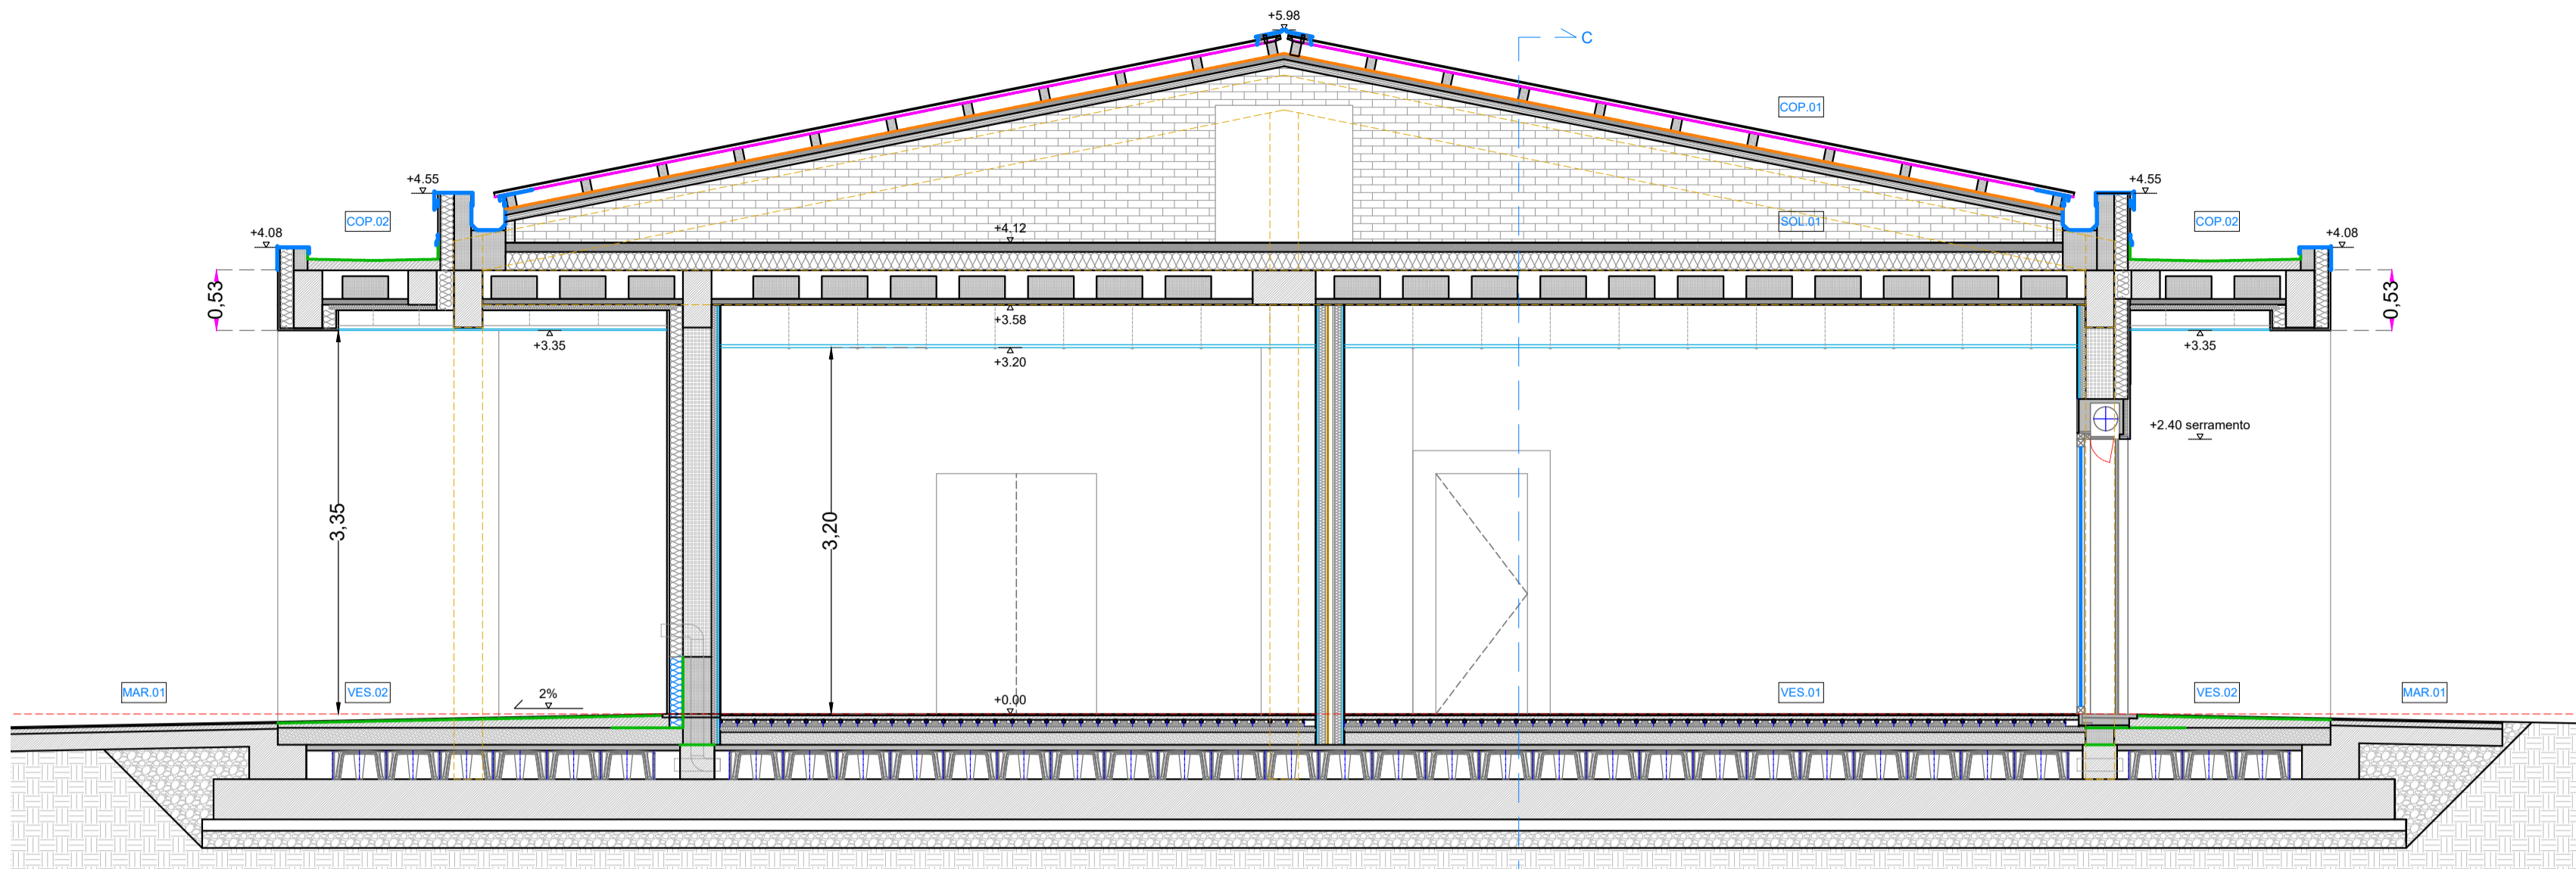 +5.98
C
COP.01
+4.55
+4.55
COP.02
SOL.01
COP.02
+4.08
+4.12
+4.08
0,53
0,53
+3.58
+3.35
+3.35
+3.20
+2.40 serramento
3,35
3,20
MAR.01
VES.02
2%
+0.00
VES.01
VES.02
MAR.01